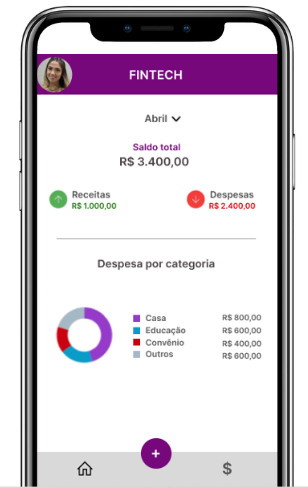 FINTECH
Abril
Saldo total
R$ 3.400,00
Receitas
R$ 1.000,00
Despesas
R$ 2.400,00
Despesa por categoria
Casa R$ 800,00
Educação R$ 600,00
Convênio R$ 400,00
Outros R$ 600,00
+
$